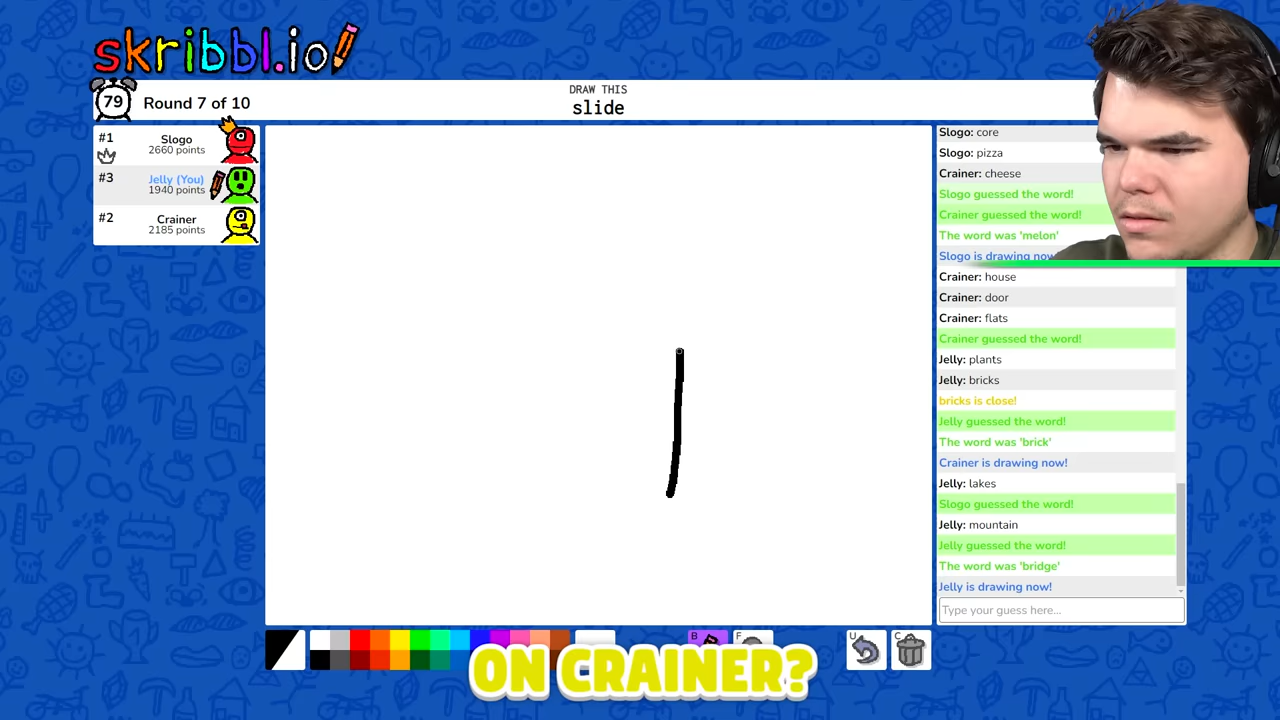 skribbl.io
79
Round 7 of 10
DRAW THIS
slide
#1
Slogo
2660 points
#3
Jelly (You)
1940 points
#2
Crainer
2185 points
Slogo: core
Slogo: pizza
Crainer: cheese
Slogo guessed the word!
Crainer guessed the word!
The word was 'melon'
Slogo is drawing now
Crainer: house
Crainer: door
Crainer: flats
Crainer guessed the word!
Jelly: plants
Jelly: bricks
bricks is close!
Jelly guessed the word!
The word was 'brick'
Crainer is drawing now!
Jelly: lakes
Slogo guessed the word!
Jelly: mountain
Jelly guessed the word!
The word was 'bridge'
Jelly is drawing now!
Type your guess here...
B
F
U
C
ON CRAINER?